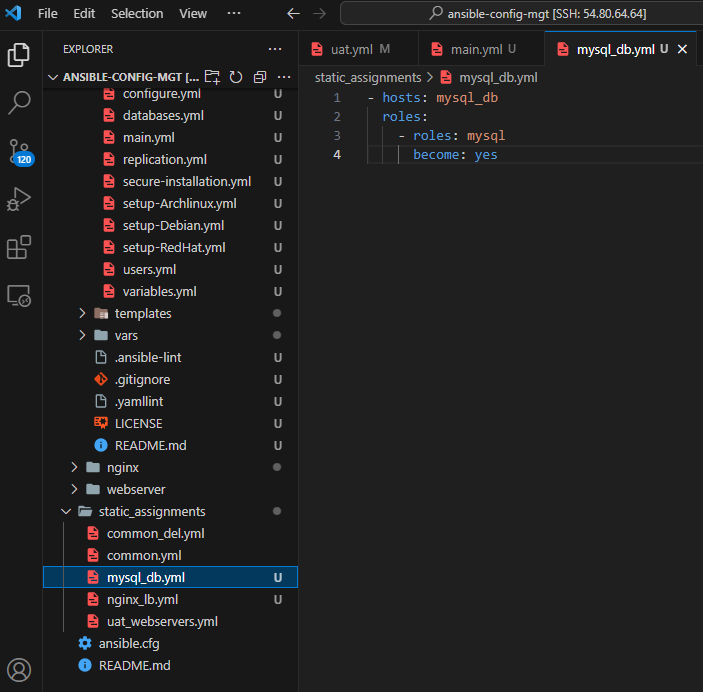 File Edit Selection View ··· ansible-config-mgt [SSH: 54.80.64.64]
EXPLORER ···
ANSIBLE-CONFIG-MGT [... ···
configure.yml U
databases.yml U
main.yml U
replication.yml U
secure-installation.yml U
setup-Archlinux.yml U
setup-Debian.yml U
setup-RedHat.yml U
users.yml U
variables.yml U
templates
vars
.ansible-lint U
.gitignore U
.yamllint U
LICENSE U
README.md U
nginx
webserver
static_assignments
common_del.yml
common.yml
mysql_db.yml U
nginx_lb.yml U
uat_webservers.yml
ansible.cfg
README.md
120
uat.yml M main.yml U mysql_db.yml U
static_assignments > mysql_db.yml
1 - hosts: mysql_db
2 roles:
3 - roles: mysql
4 become: yes